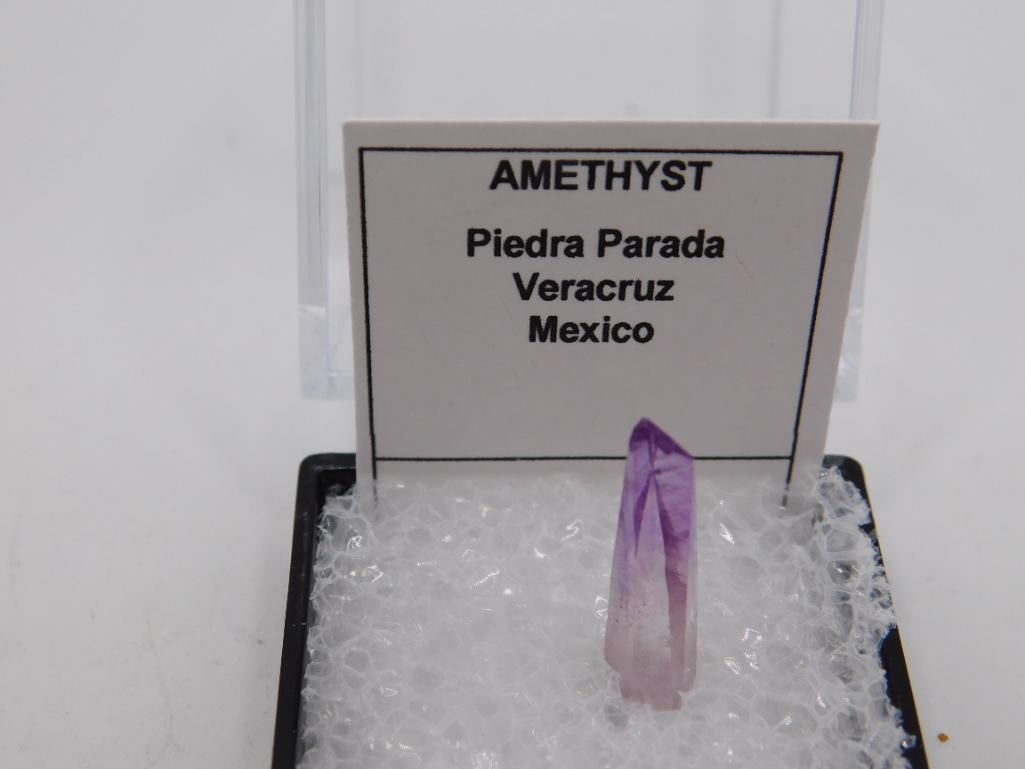 AMETHYST
Piedra Parada
Veracruz
Mexico